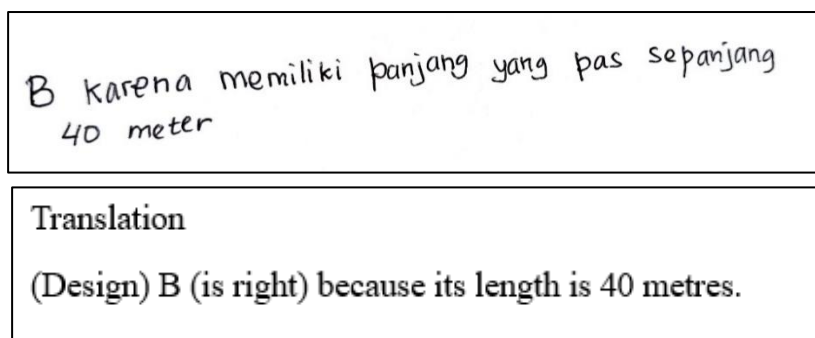 B karena memiliki panjang yang pas sepanjang
40 meter
Translation
(Design) B (is right) because its length is 40 metres.